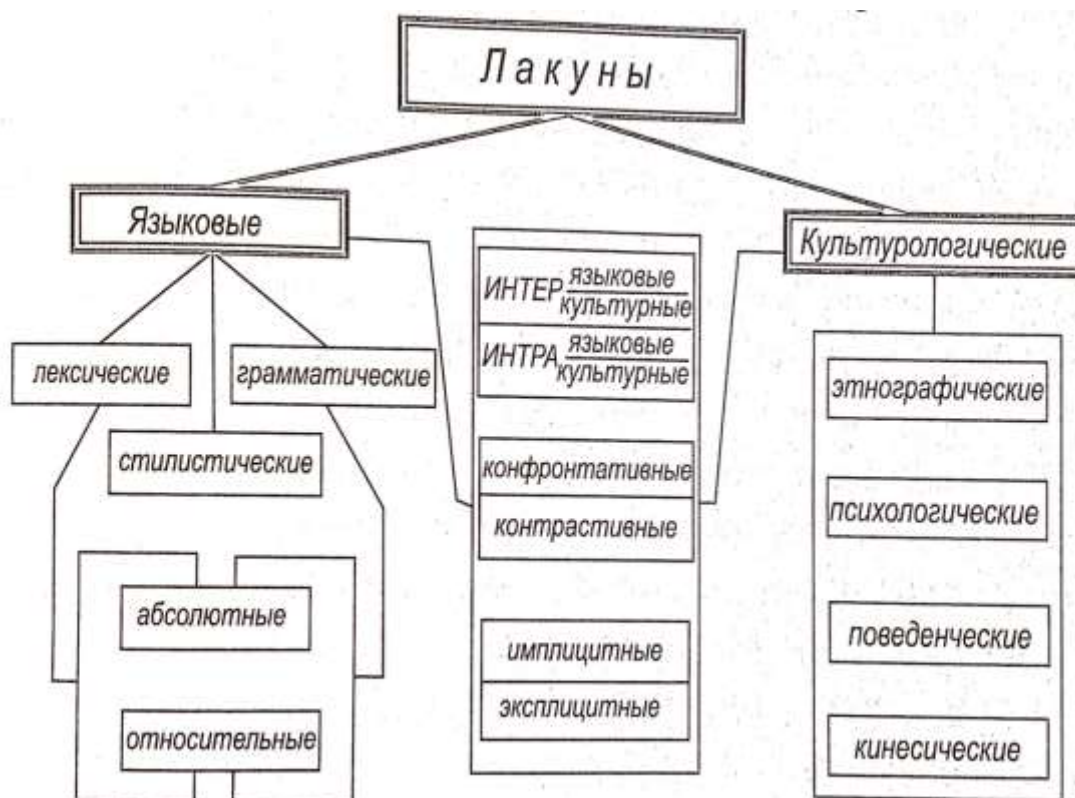 Лакуны
Языковые
Культурологические
лексические
грамматические
стилистические
абсолютные
относительные
ИНТЕР языковые
культурные
ИНТРА языковые
культурные
конфронтативные
контрастивные
имплицитные
эксплицитные
этнографические
психологические
поведенческие
кинесические